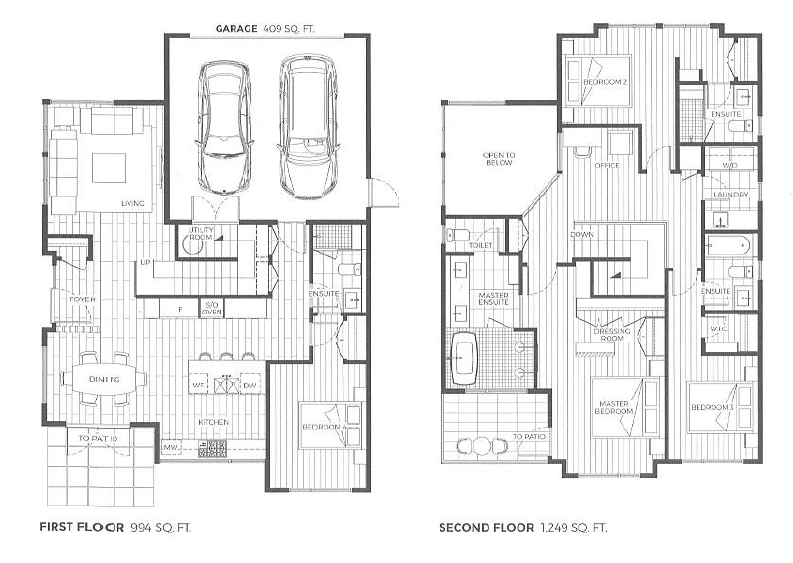 GARAGE 409 SQ. FT.
LIVING
UTILITY
ROOM
UP
FOYER
ENSUITE
F
S/O
OVEN
DINING
WF
DW
KITCHEN
BEDROOM 4
MW
TO PATIO
FIRST FLOOR 994 SQ. FT.
BEDROOM 2
ENSUITE
OPEN TO
BELOW
OFFICE
W/D
LAUNDRY
DOWN
TOILET
ENSUITE
MASTER
ENSUITE
W.I.C.
DRESSING
ROOM
MASTER
BEDROOM
BEDROOM 3
TO PATIO
SECOND FLOOR 1,249 SQ. FT.